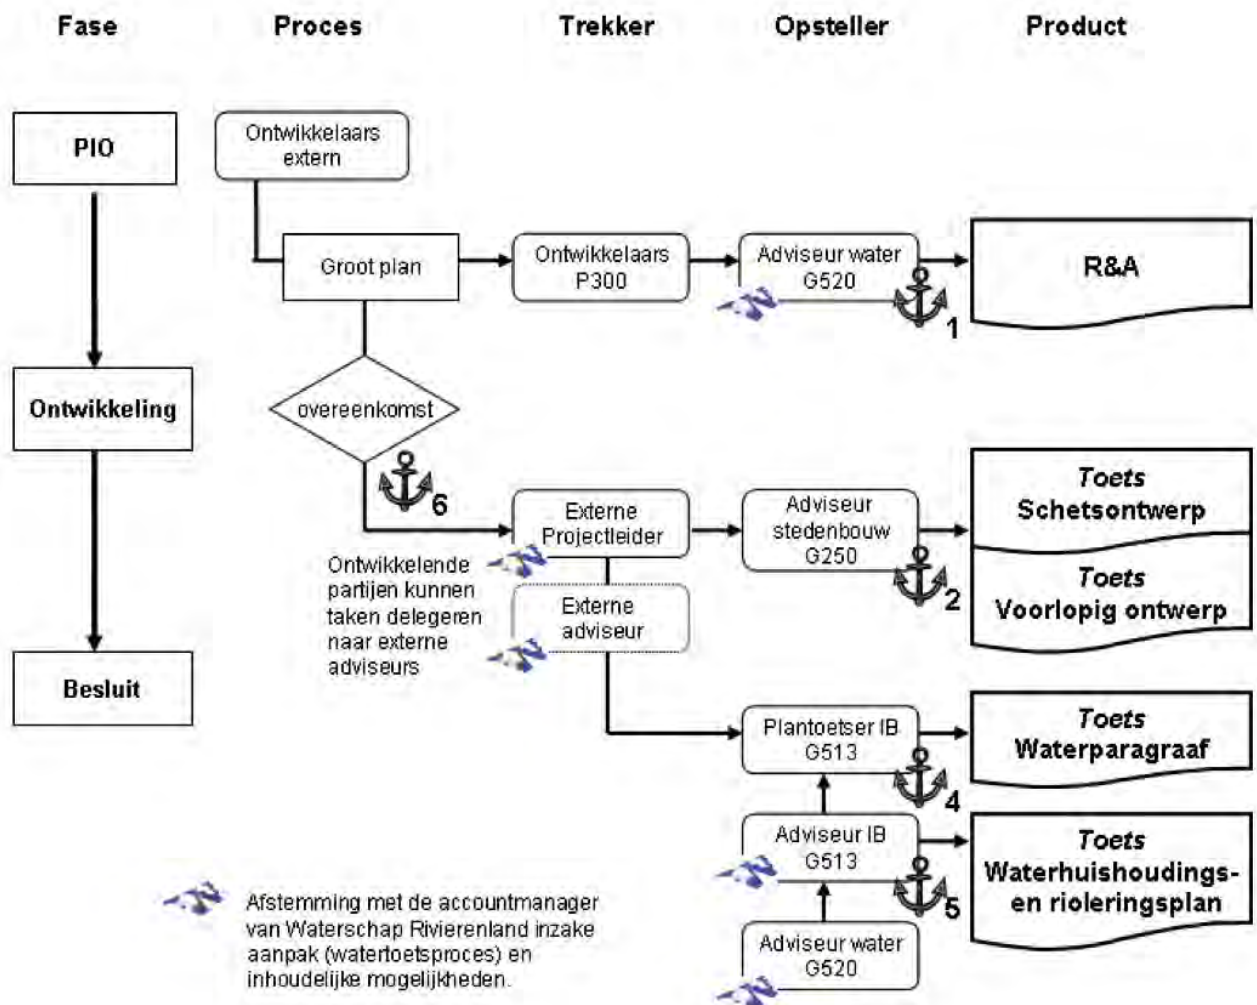 Fase
Proces
Trekker
Opsteller
Product
PIO
Ontwikkelaars
extern
Groot plan
Ontwikkelaars
P300
Adviseur water
G520
1
R&A
Ontwikkeling
overeenkomst
6
Externe
Projectleider
Adviseur
stedenbouw
G250
2
Toets
Schetsontwerp
Toets
Voorlopig ontwerp
Ontwikkelende
partijen kunnen
taken delegeren
naar externe
adviseurs
Externe
adviseur
Besluit
Plantoetser IB
G513
4
Toets
Waterparagraaf
Adviseur IB
G513
5
Toets
Waterhuishoudings-
en rioleringsplan
Adviseur water
G520
Afstemming met de accountmanager
van Waterschap Rivierenland inzake
aanpak (watertoetsproces) en
inhoudelijke mogelijkheden.